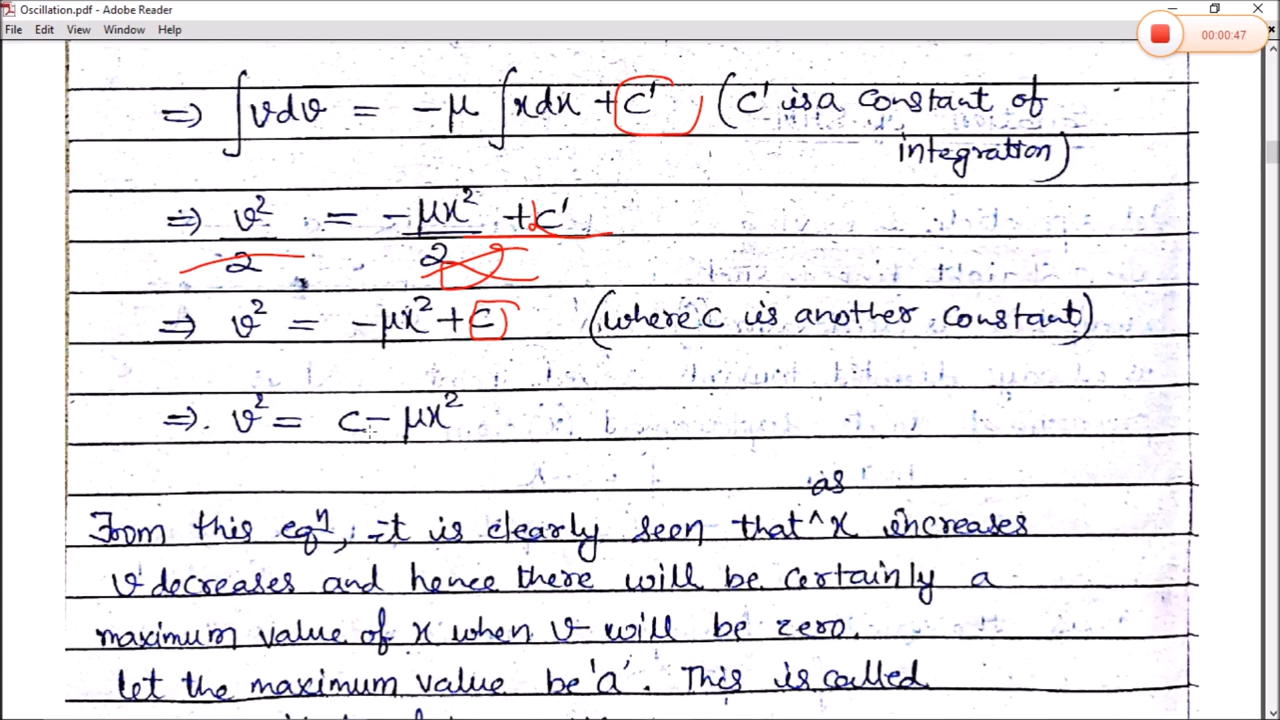 Oscillation.pdf - Adobe Reader
File Edit View Window Help
00:00:47
⇒ ∫vdv = -μ ∫xdx + c' (c' is a constant of
integration)
⇒ v²/2 = -μx²/2 + c'
⇒ v² = -μx² + c (where c is another constant)
⇒ v² = c - μx²
as
From this eqⁿ, it is clearly seen that ^ x increases
v decreases and hence there will be certainly a
maximum value of x when v will be zero.
let the maximum value be 'a'. This is called